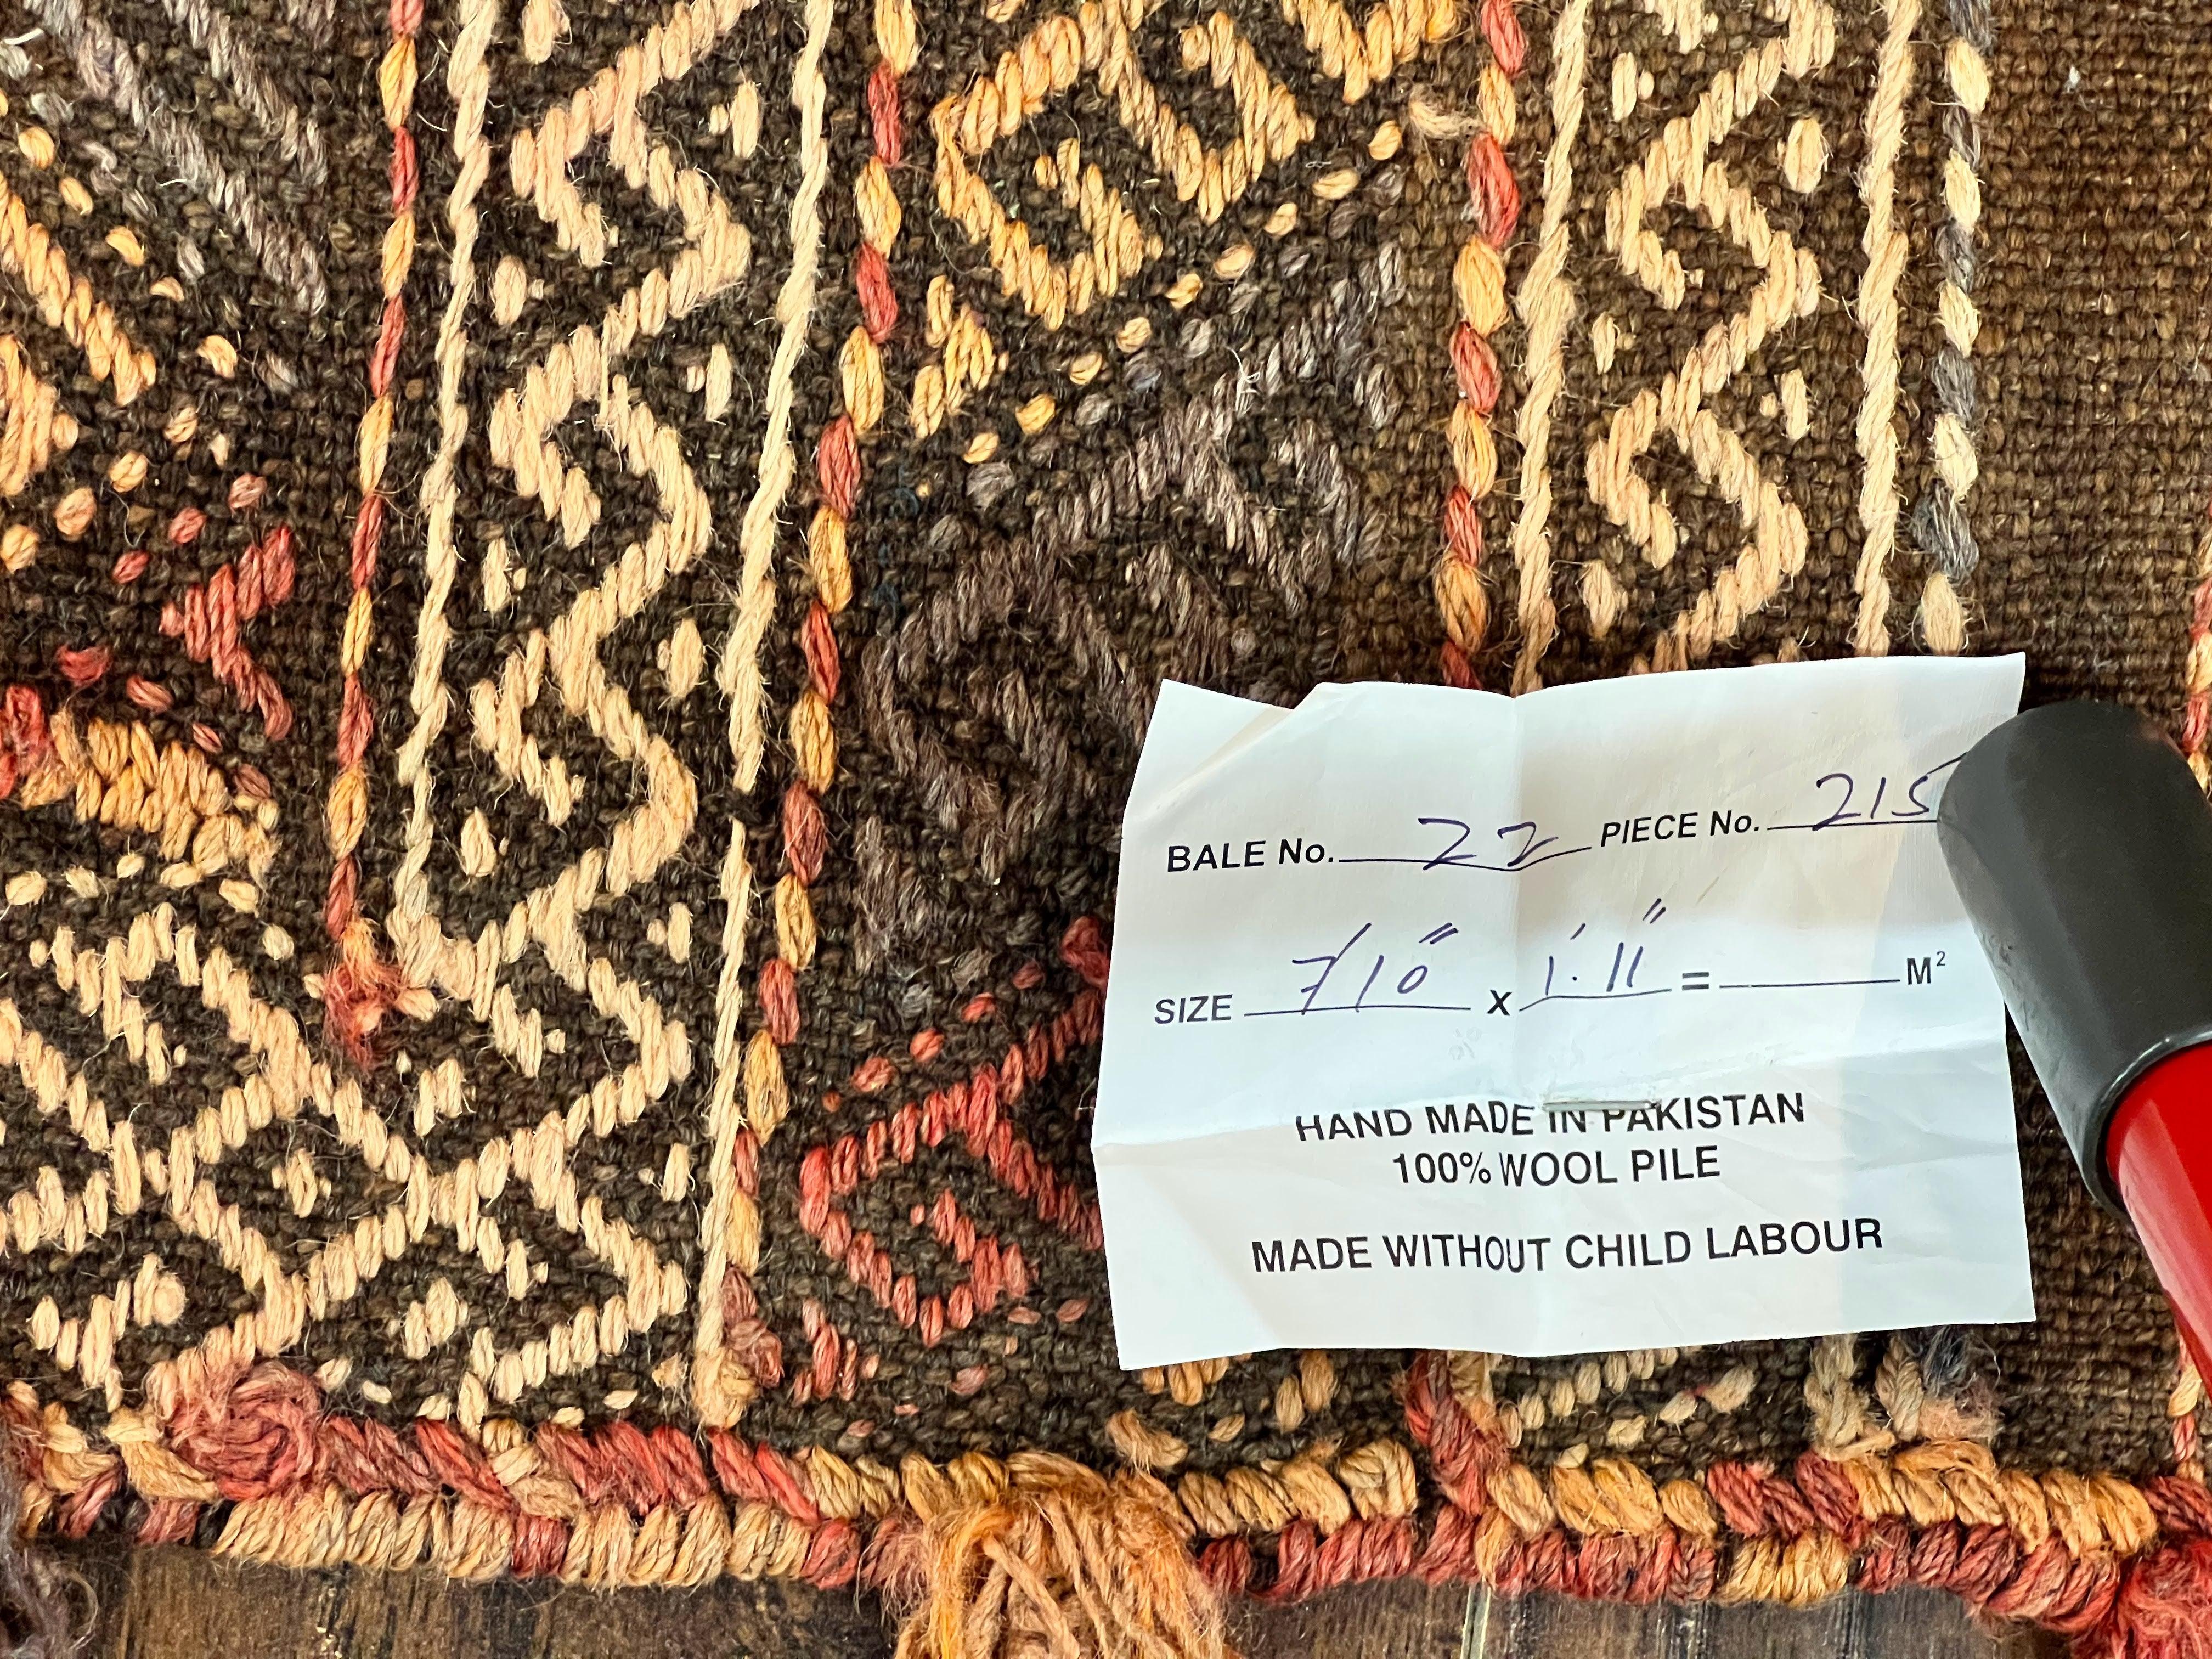 BALE No. 22 PIECE No. 215
SIZE 7/10" x 1'.11" = M²
HAND MADE IN PAKISTAN
100% WOOL PILE
MADE WITHOUT CHILD LABOUR